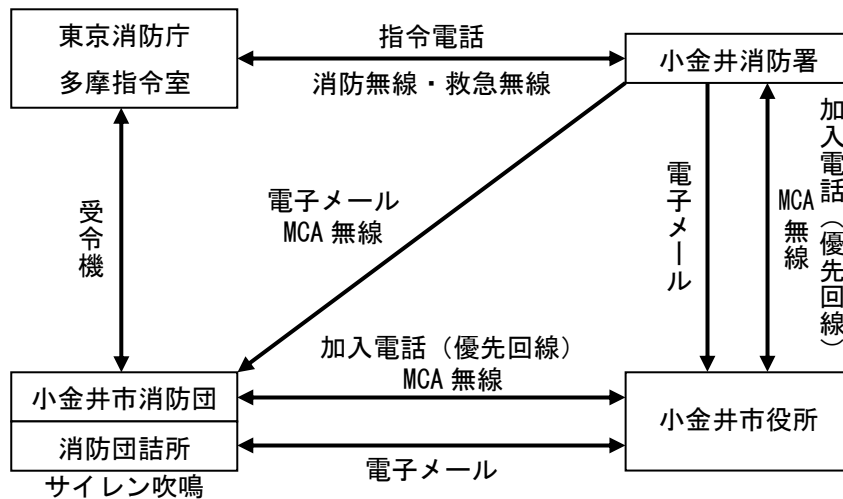 東京消防庁
多摩指令室
指令電話
消防無線・救急無線
小金井消防署
受令機
電子メール
MCA 無線
電子メール
MCA
無線
加入電話（優先回線）
加入電話（優先回線）
MCA 無線
小金井市消防団
消防団詰所
サイレン吹鳴
電子メール
小金井市役所